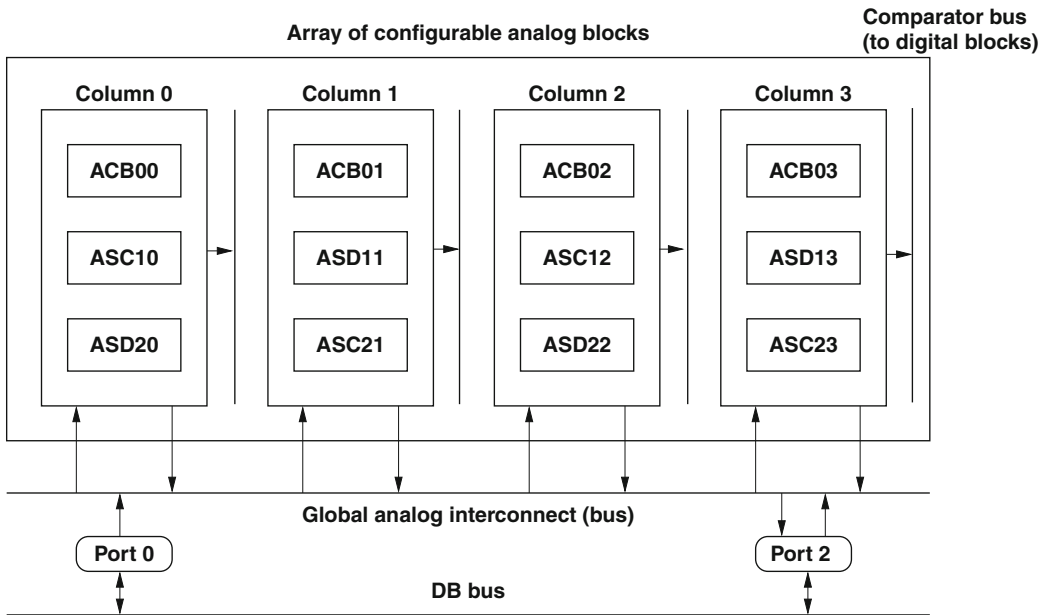 Array of configurable analog blocks
Comparator bus
(to digital blocks)
Column 0
Column 1
Column 2
Column 3
ACB00
ACB01
ACB02
ACB03
ASC10
ASD11
ASC12
ASD13
ASD20
ASC21
ASD22
ASC23
Global analog interconnect (bus)
Port 0
Port 2
DB bus